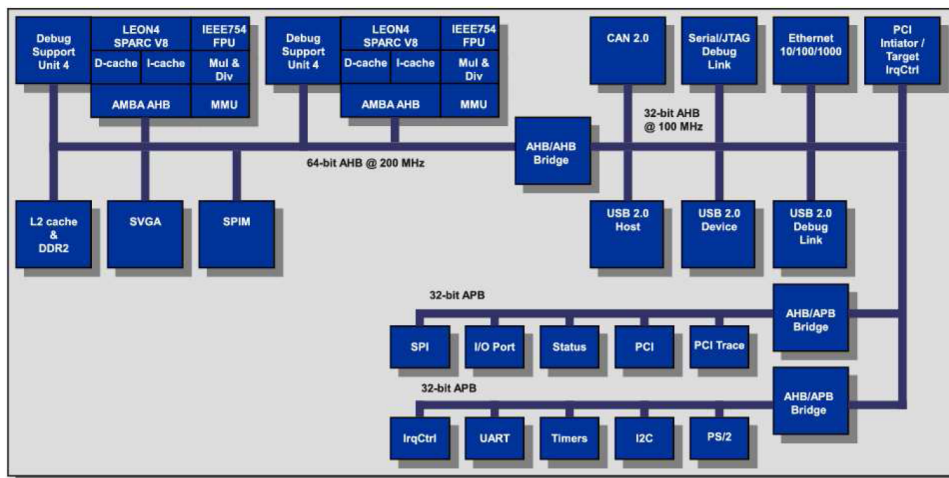 Debug
Support
Unit 4
LEON4
SPARC V8
IEEE754
FPU
D-cache
I-cache
Mul &
Div
AMBA AHB
MMU
Debug
Support
Unit 4
LEON4
SPARC V8
IEEE754
FPU
D-cache
I-cache
Mul &
Div
AMBA AHB
MMU
CAN 2.0
Serial/JTAG
Debug
Link
Ethernet
10/100/1000
PCI
Intiator /
Target
IrqCtrl
32-bit AHB
@ 100 MHz
64-bit AHB @ 200 MHz
AHB/AHB
Bridge
L2 cache
&
DDR2
SVGA
SPIM
USB 2.0
Host
USB 2.0
Device
USB 2.0
Debug
Link
32-bit APB
AHB/APB
Bridge
SPI
I/O Port
Status
PCI
PCI Trace
32-bit APB
AHB/APB
Bridge
IrqCtrl
UART
Timers
I2C
PS/2